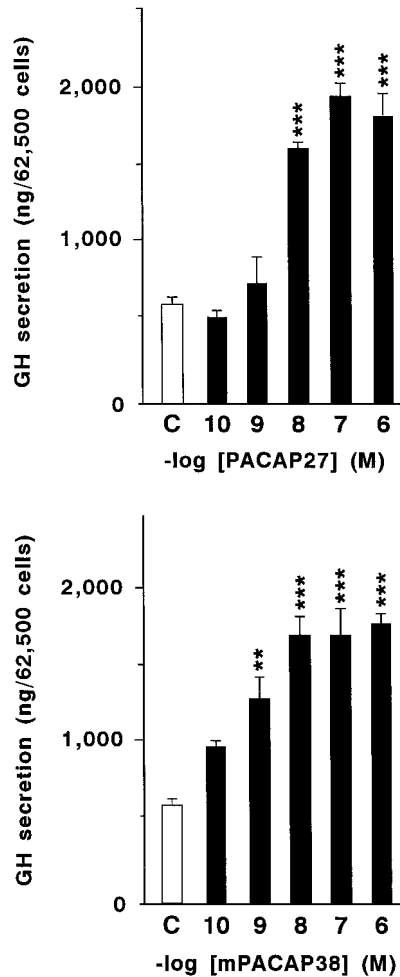 GH secretion (ng/62,500 cells)
2,000
1,000
0
***
***
***
C 10 9 8 7 6
-log [PACAP27] (M)
GH secretion (ng/62,500 cells)
2,000
1,000
0
**
***
***
***
C 10 9 8 7 6
-log [mPACAP38] (M)